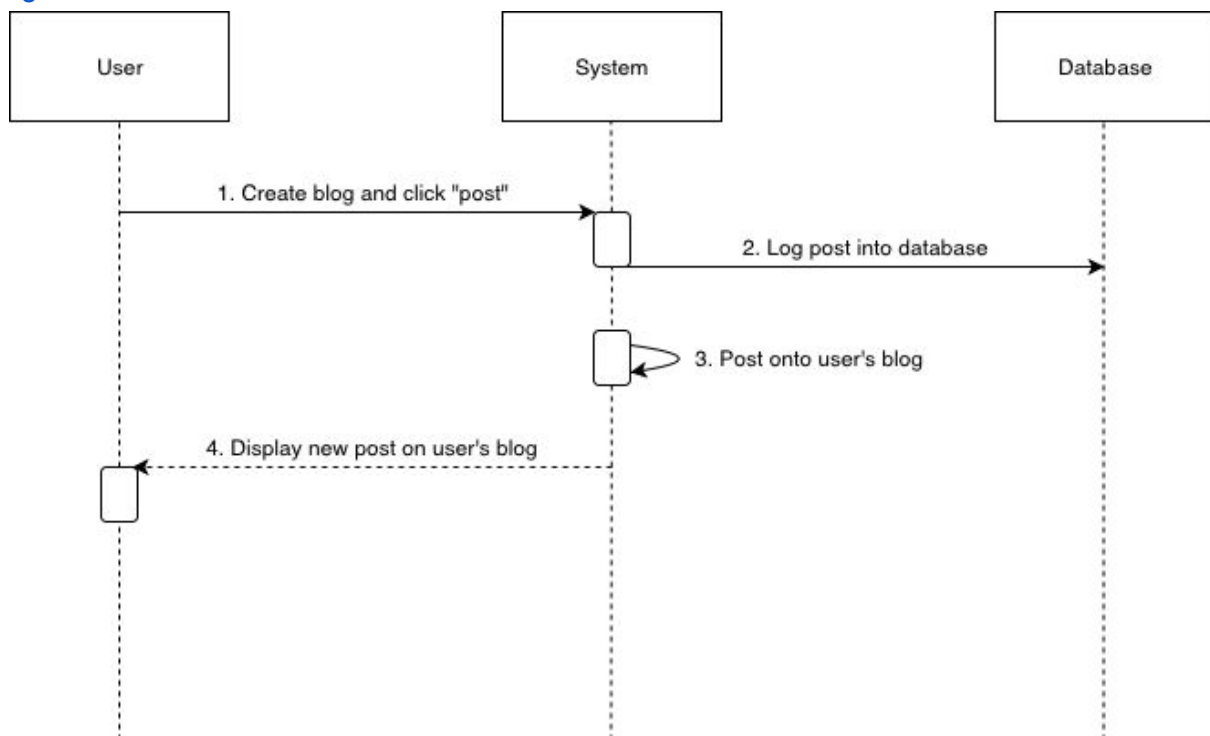 User
System
Database
1. Create blog and click "post"
2. Log post into database
3. Post onto user's blog
4. Display new post on user's blog